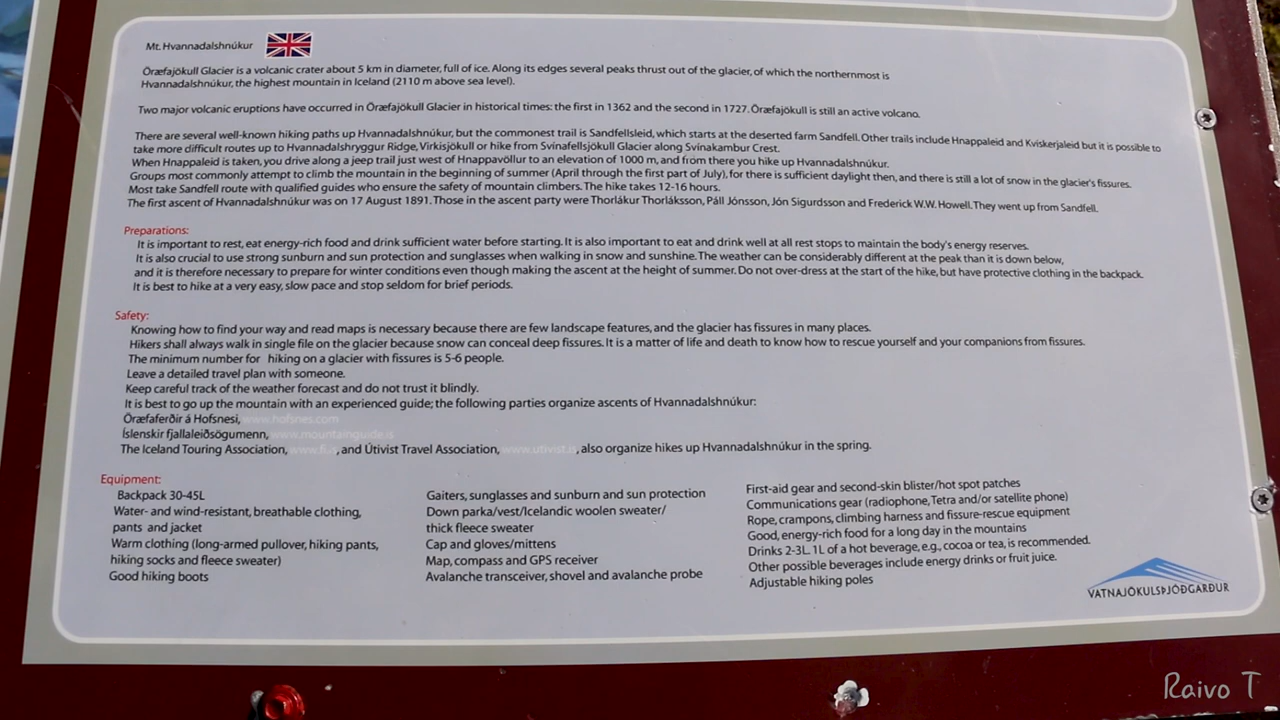 Mt. Hvannadalshnúkur
Öræfajökull Glacier is a volcanic crater about 5 km in diameter, full of ice. Along its edges several peaks thrust out of the glacier, of which the northernmost is
Hvannadalshnúkur, the highest mountain in Iceland (2110 m above sea level).
Two major volcanic eruptions have occurred in Öræfajökull Glacier in historical times: the first in 1362 and the second in 1727. Öræfajökull is still an active volcano.
There are several well-known hiking paths up Hvannadalshnúkur, but the commonest trail is Sandfellsleid, which starts at the deserted farm Sandfell. Other trails include Hnappaleid and Kviskerjaleid but it is possible to
take more difficult routes up to Hvannadalshryggur Ridge, Virkisjökull or hike from Svínafellsjökull Glacier along Svínakambur Crest.
When Hnappaleid is taken, you drive along a jeep trail just west of Hnappavöllur to an elevation of 1000 m, and from there you hike up Hvannadalshnúkur.
Groups most commonly attempt to climb the mountain in the beginning of summer (April through the first part of July), for there is sufficient daylight then, and there is still a lot of snow in the glacier's fissures.
Most take Sandfell route with qualified guides who ensure the safety of mountain climbers. The hike takes 12-16 hours.
The first ascent of Hvannadalshnúkur was on 17 August 1891. Those in the ascent party were Thorlákur Thorláksson, Páll Jónsson, Jón Sigurdsson and Frederick W.W. Howell. They went up from Sandfell.
Preparations:
It is important to rest, eat energy-rich food and drink sufficient water before starting. It is also important to eat and drink well at all rest stops to maintain the body's energy reserves.
It is also crucial to use strong sunburn and sun protection and sunglasses when walking in snow and sunshine. The weather can be considerably different at the peak than it is down below,
and it is therefore necessary to prepare for winter conditions even though making the ascent at the height of summer. Do not over-dress at the start of the hike, but have protective clothing in the backpack.
It is best to hike at a very easy, slow pace and stop seldom for brief periods.
Safety:
Knowing how to find your way and read maps is necessary because there are few landscape features, and the glacier has fissures in many places.
Hikers shall always walk in single file on the glacier because snow can conceal deep fissures. It is a matter of life and death to know how to rescue yourself and your companions from fissures.
The minimum number for hiking on a glacier with fissures is 5-6 people.
Leave a detailed travel plan with someone.
Keep careful track of the weather forecast and do not trust it blindly.
It is best to go up the mountain with an experienced guide; the following parties organize ascents of Hvannadalshnúkur:
Öræfaferðir á Hofsnesi, www.hofsnes.com
Íslenskir fjallaleiðsögumenn, www.mountainguide.is
The Iceland Touring Association, www.fi.is, and Útivist Travel Association, www.utivist.is, also organize hikes up Hvannadalshnúkur in the spring.
Equipment:
Backpack 30-45L
Water- and wind-resistant, breathable clothing,
pants and jacket
Warm clothing (long-armed pullover, hiking pants,
hiking socks and fleece sweater)
Good hiking boots
Gaiters, sunglasses and sunburn and sun protection
Down parka/vest/Icelandic woolen sweater/
thick fleece sweater
Cap and gloves/mittens
Map, compass and GPS receiver
Avalanche transceiver, shovel and avalanche probe
First-aid gear and second-skin blister/hot spot patches
Communications gear (radiophone, Tetra and/or satellite phone)
Rope, crampons, climbing harness and fissure-rescue equipment
Good, energy-rich food for a long day in the mountains
Drinks 2-3L. 1L of a hot beverage, e.g., cocoa or tea, is recommended.
Other possible beverages include energy drinks or fruit juice.
Adjustable hiking poles
VATNAJÖKULSÞJÓÐGARÐUR
Raivo T